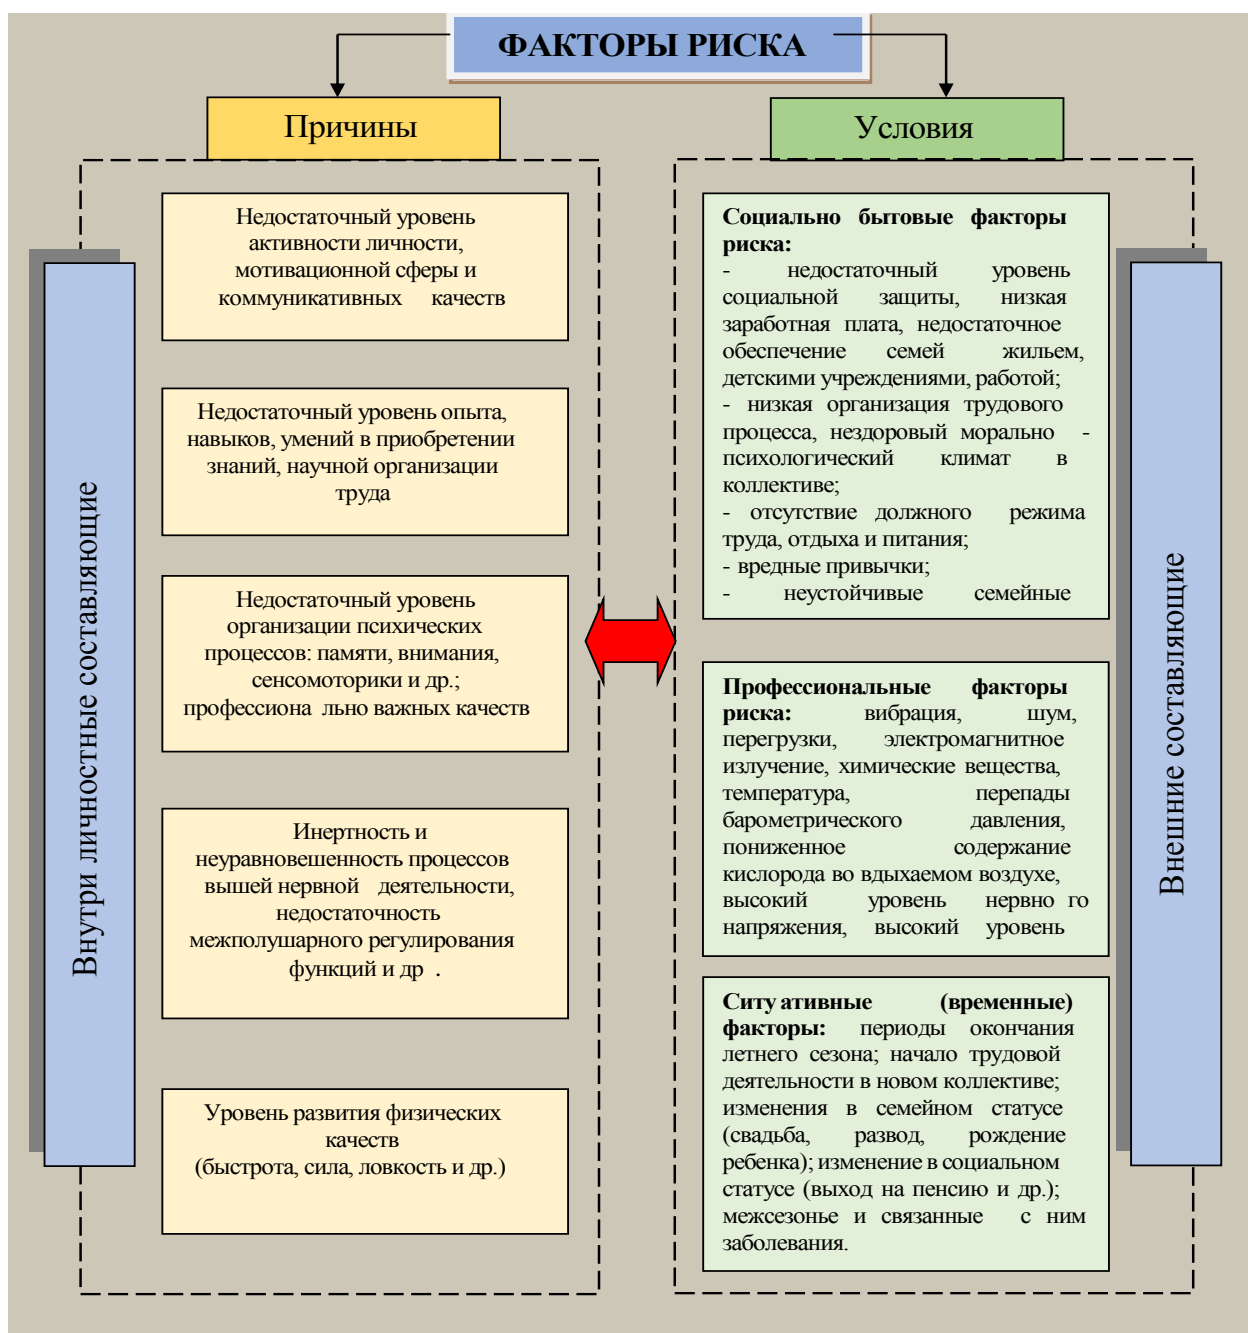 ФАКТОРЫ РИСКА
Причины
Внутри личностные составляющие
Недостаточный уровень
активности личности,
мотивационной сферы и
коммуникативных качеств
Недостаточный уровень опыта,
навыков, умений в приобретении
знаний, научной организации
труда
Недостаточный уровень
организации психических
процессов: памяти, внимания,
сенсомоторики и др.;
профессиона льно важных качеств
Инертность и
неуравновешенность процессов
вышей нервной деятельности,
недостаточность
межполушарного регулирования
функций и др .
Уровень развития физических
качеств
(быстрота, сила, ловкость и др.)
Условия
Социально бытовые факторы
риска:
- недостаточный уровень
социальной защиты, низкая
заработная плата, недостаточное
обеспечение семей жильем,
детскими учреждениями, работой;
- низкая организация трудового
процесса, нездоровый морально -
психологический климат в
коллективе;
- отсутствие должного режима
труда, отдыха и питания;
- вредные привычки;
- неустойчивые семейные
Профессиональные факторы
риска: вибрация, шум,
перегрузки, электромагнитное
излучение, химические вещества,
температура, перепады
барометрического давления,
пониженное содержание
кислорода во вдыхаемом воздухе,
высокий уровень нервно го
напряжения, высокий уровень
Ситу ативные (временные)
факторы: периоды окончания
летнего сезона; начало трудовой
деятельности в новом коллективе;
изменения в семейном статусе
(свадьба, развод, рождение
ребенка); изменение в социальном
статусе (выход на пенсию и др.);
межсезонье и связанные с ним
заболевания.
Внешние составляющие